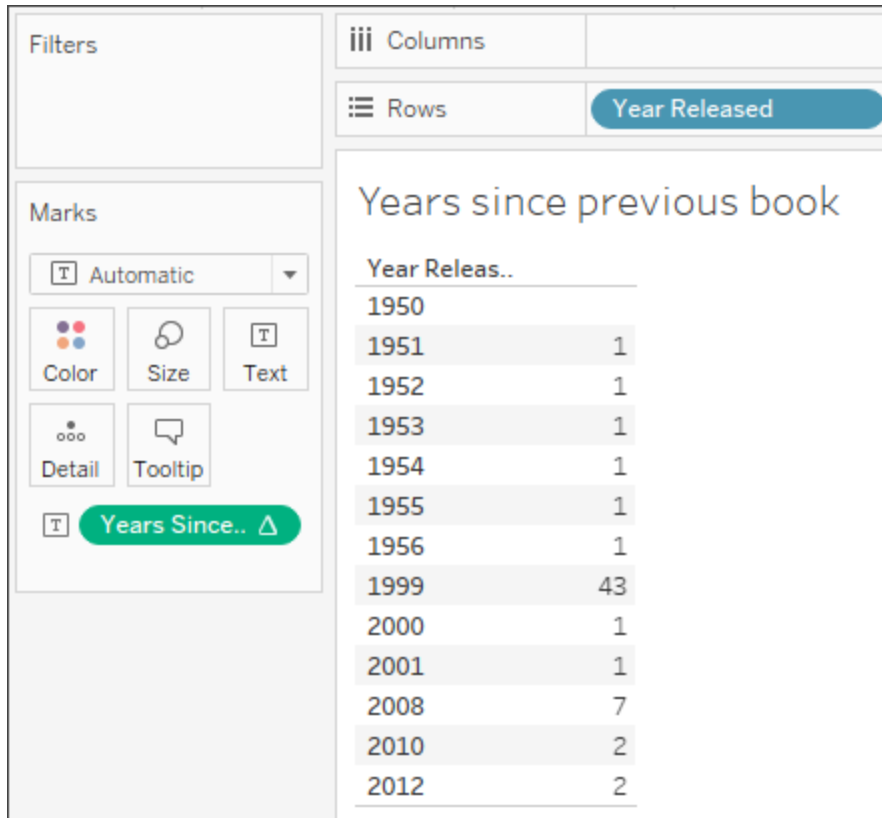 Filters
Columns
Rows Year Released
Marks
T Automatic
Color Size T Text
Detail Tooltip
T Years Since.. Δ
Years since previous book
Year Releas..
1950
1951 1
1952 1
1953 1
1954 1
1955 1
1956 1
1999 43
2000 1
2001 1
2008 7
2010 2
2012 2